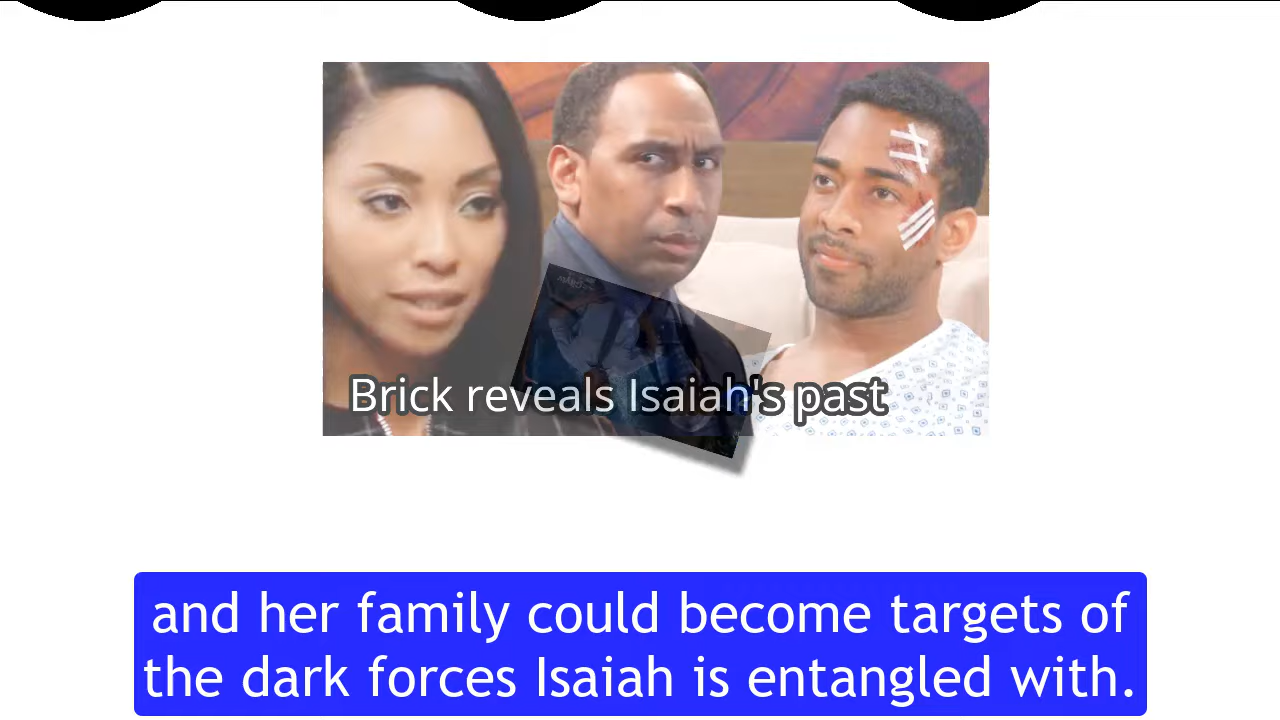 Brick reveals Isaiah's past
and her family could become targets of
the dark forces Isaiah is entangled with.